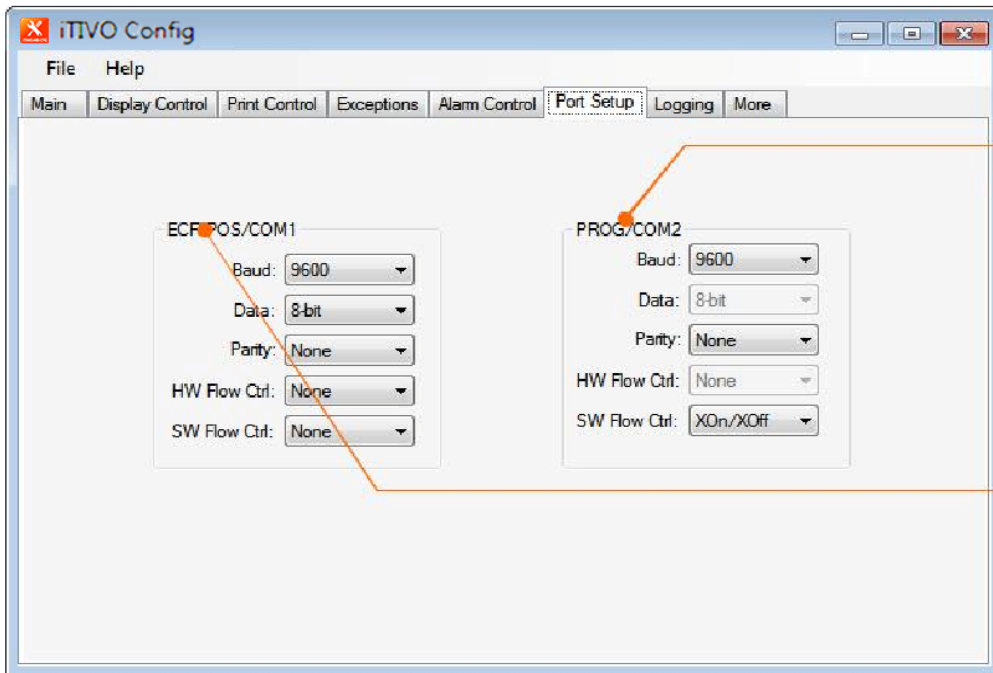 iTIVO Config
File Help
Main Display Control Print Control Exceptions Alarm Control Port Setup Logging More
ECR/POS/COM1
Baud: 9600
Data: 8-bit
Parity: None
HW Flow Ctrl: None
SW Flow Ctrl: None
PROG/COM2
Baud: 9600
Data: 8-bit
Parity: None
HW Flow Ctrl: None
SW Flow Ctrl: XOn/XOff